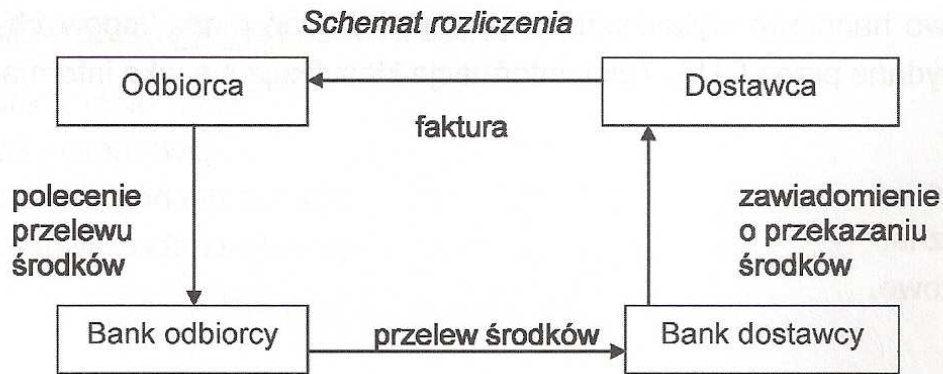 Schemat rozliczenia
Odbiorca
Dostawca
faktura
polecenie
przelewu
środków
zawiadomienie
o przekazaniu
środków
Bank odbiorcy
przelew środków
Bank dostawcy